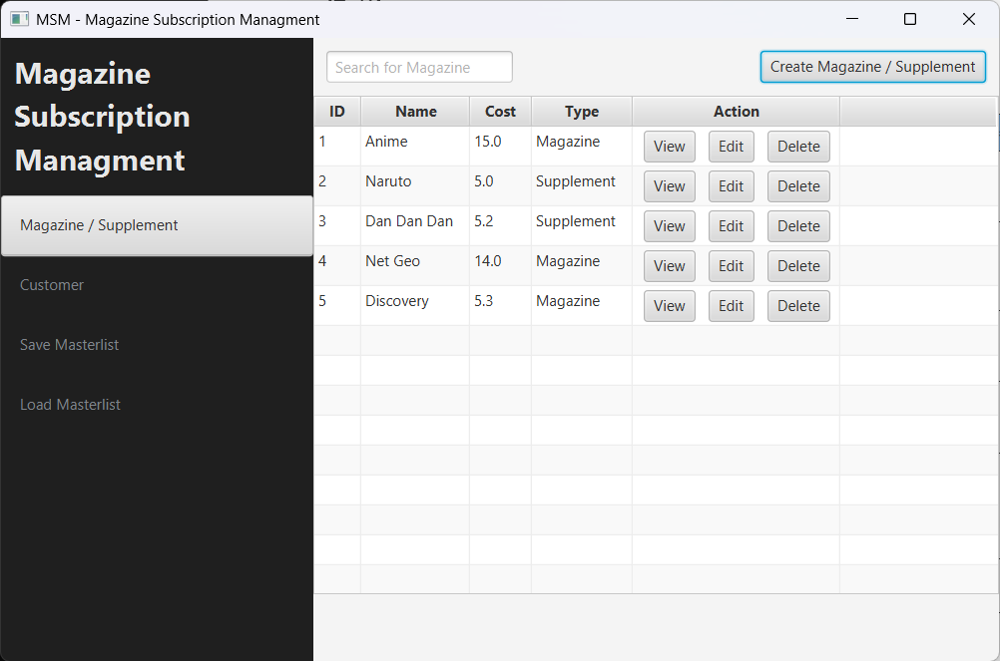 MSM - Magazine Subscription Managment
Magazine
Subscription
Managment
Magazine / Supplement
Customer
Save Masterlist
Load Masterlist
Search for Magazine
Create Magazine / Supplement
ID Name Cost Type Action
1 Anime 15.0 Magazine View Edit Delete
2 Naruto 5.0 Supplement View Edit Delete
3 Dan Dan Dan 5.2 Supplement View Edit Delete
4 Net Geo 14.0 Magazine View Edit Delete
5 Discovery 5.3 Magazine View Edit Delete